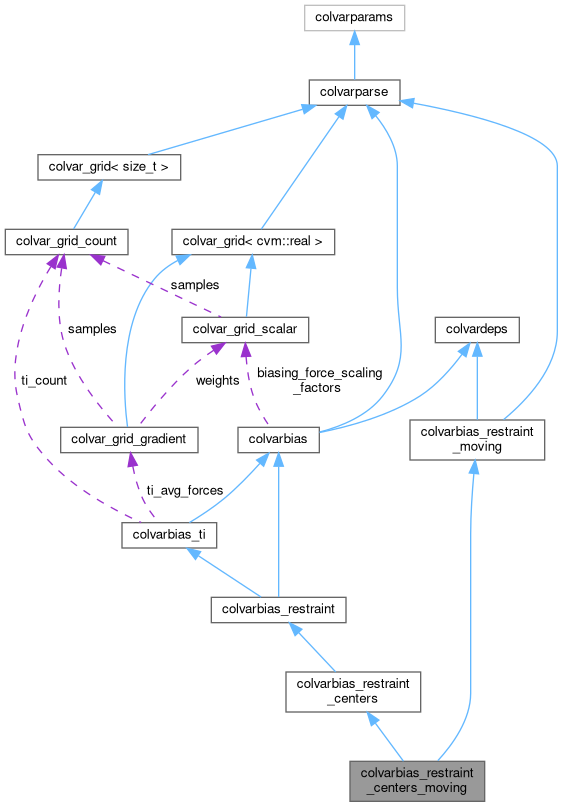 colvarparams
colvarparse
colvar_grid< size_t >
colvar_grid_count
colvar_grid< cvm::real >
samples
samples
colvar_grid_scalar
colvardeps
ti_count
weights
biasing_force_scaling
_factors
colvar_grid_gradient
colvarbias
colvarbias_restraint
_moving
ti_avg_forces
colvarbias_ti
colvarbias_restraint
colvarbias_restraint
_centers
colvarbias_restraint
_centers_moving